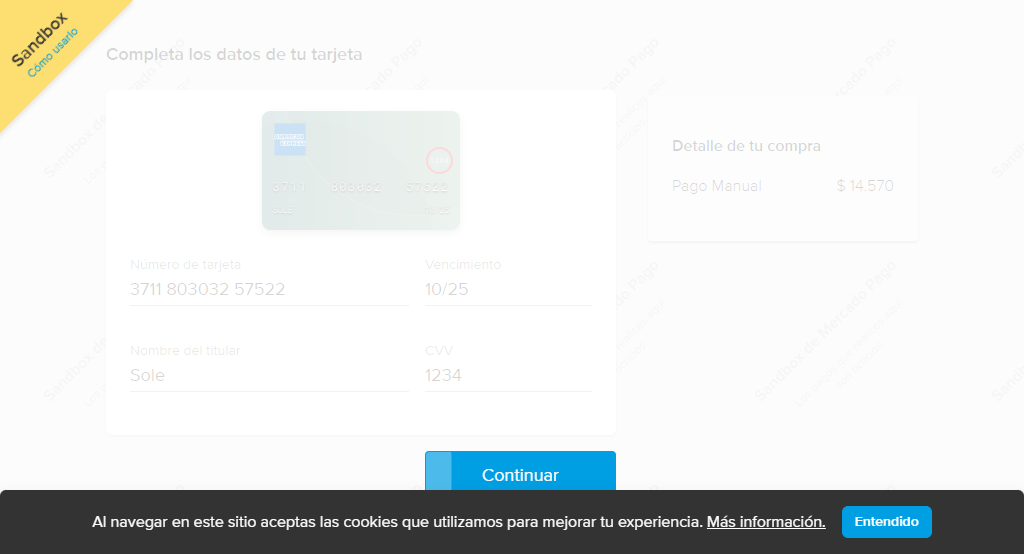 Sandbox
Cómo usarlo
Completa los datos de tu tarjeta
Detalle de tu compra
Pago Manual $ 14.570
3711 803032 57522
Sole 10/25
Número de tarjeta Vencimiento
3711 803032 57522 10/25
Nombre del titular CVV
Sole 1234
Continuar
Al navegar en este sitio aceptas las cookies que utilizamos para mejorar tu experiencia. Más información. Entendido
Sandbox de Mercado Pago